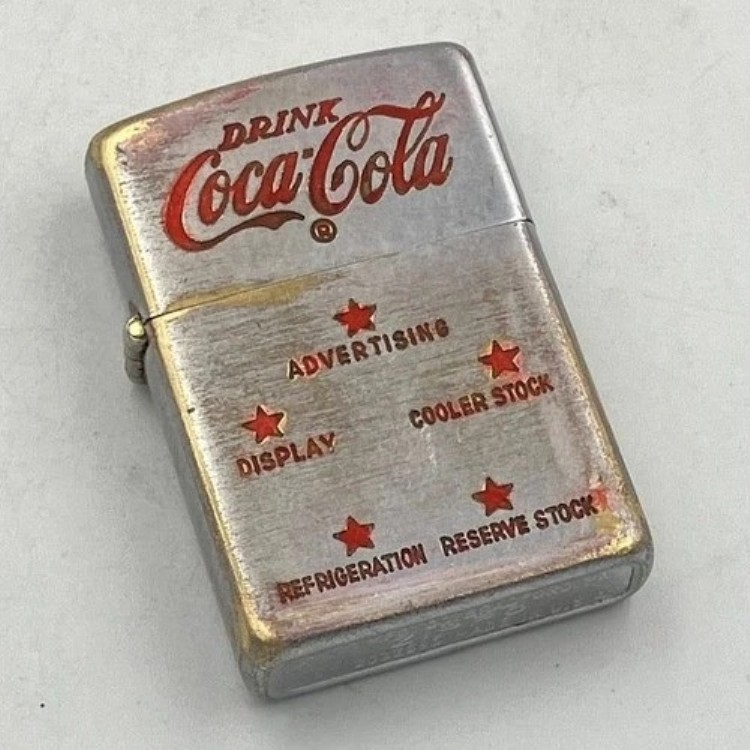 DRINK
Coca-Cola
®
ADVERTISING
COOLER STOCK
DISPLAY
RESERVE STOCK
REFRIGERATION